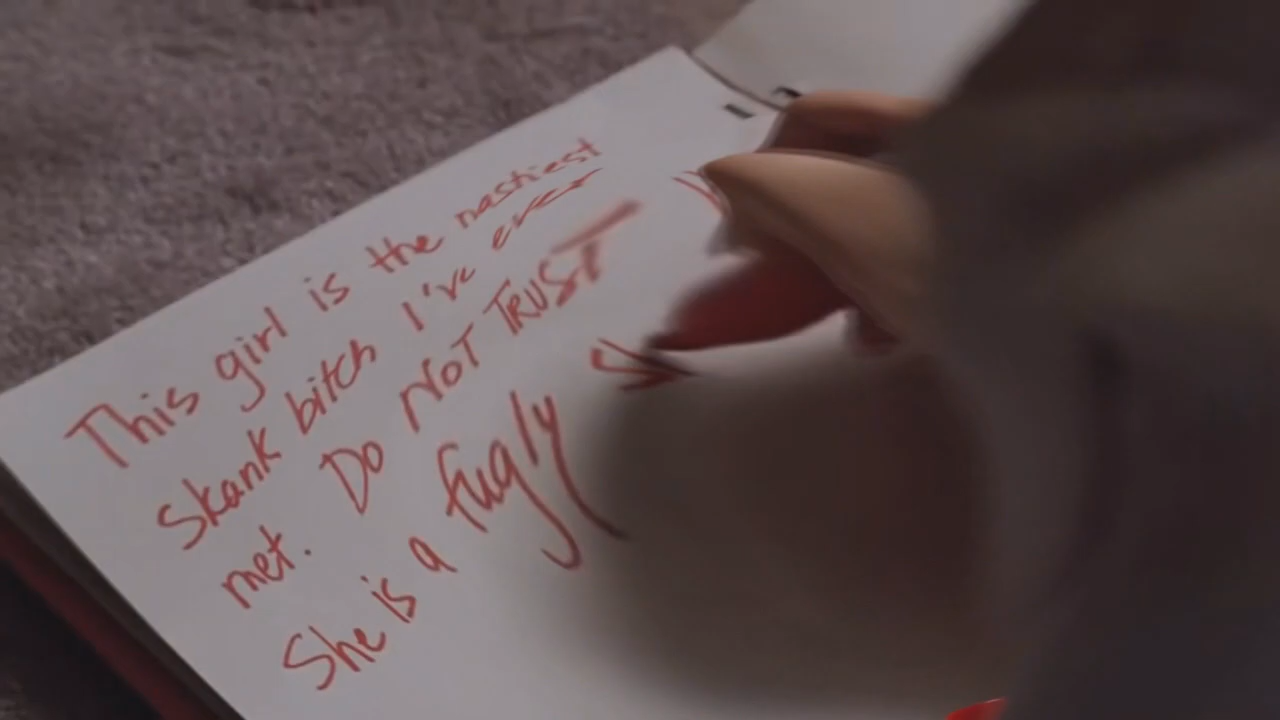 This girl is the nastiest
Skank bitch I've ever
met. Do NOT TRUST
She is a fugly